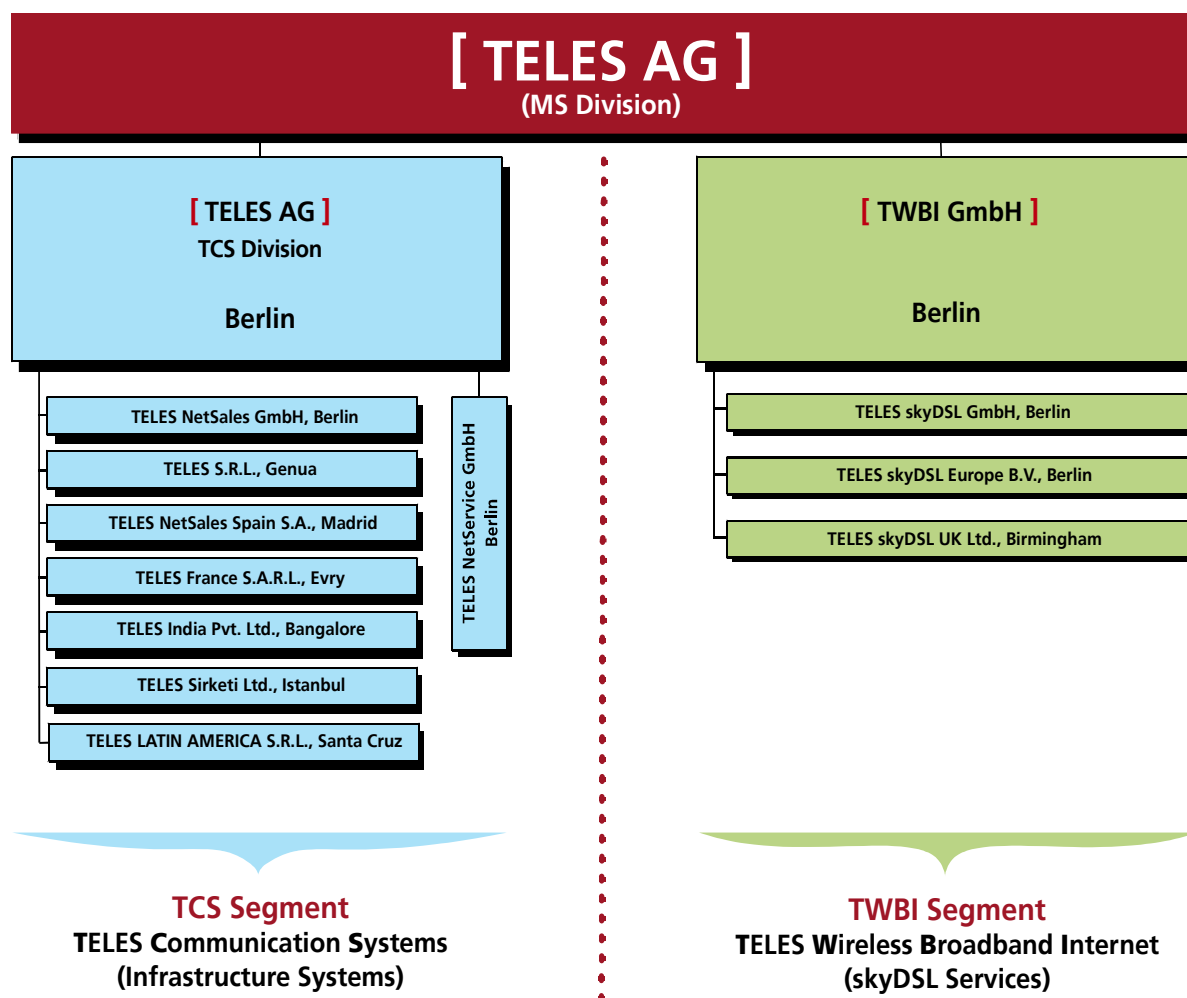 [ TELES AG ]
(MS Division)
[ TELES AG ]
TCS Division
Berlin
TELES NetSales GmbH, Berlin
TELES S.R.L., Genua
TELES NetSales Spain S.A., Madrid
TELES France S.A.R.L., Evry
TELES India Pvt. Ltd., Bangalore
TELES Sirketi Ltd., Istanbul
TELES LATIN AMERICA S.R.L., Santa Cruz
TELES NetService GmbH
Berlin
TCS Segment
TELES Communication Systems
(Infrastructure Systems)
[ TWBI GmbH ]
Berlin
TELES skyDSL GmbH, Berlin
TELES skyDSL Europe B.V., Berlin
TELES skyDSL UK Ltd., Birmingham
TWBI Segment
TELES Wireless Broadband Internet
(skyDSL Services)